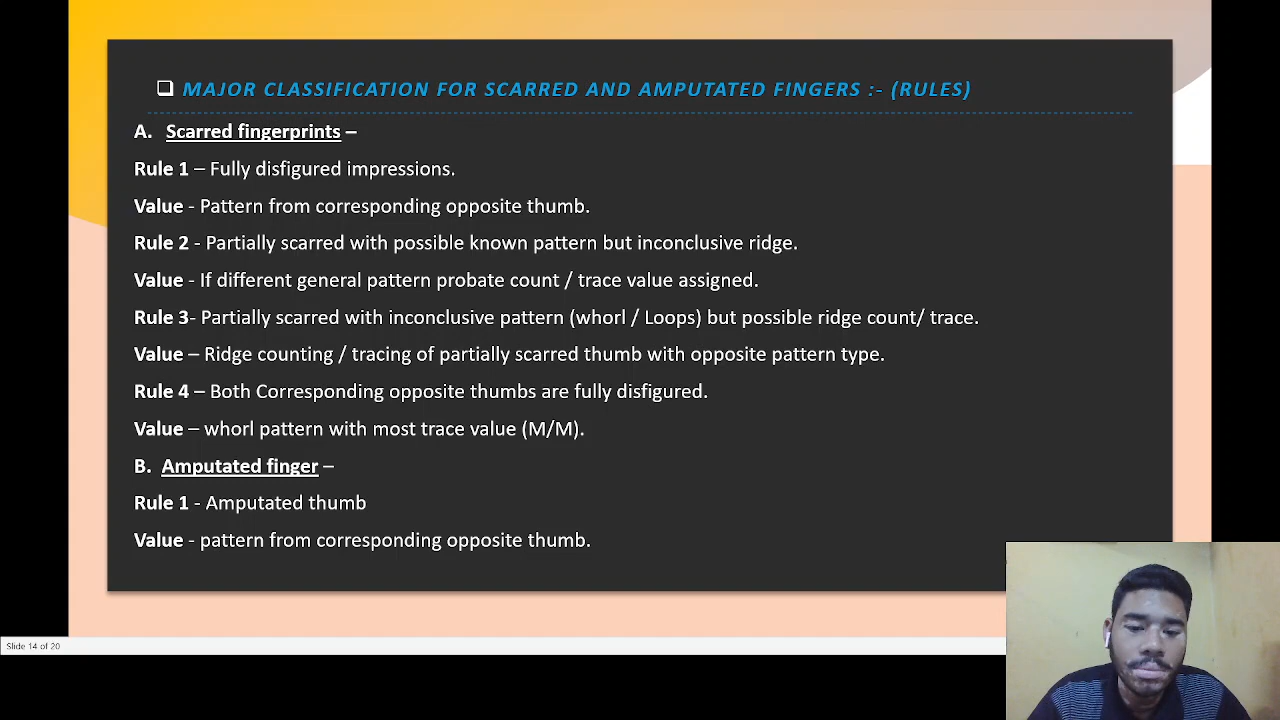 MAJOR CLASSIFICATION FOR SCARRED AND AMPUTATED FINGERS :- (RULES)
A. Scarred fingerprints –
Rule 1 – Fully disfigured impressions.
Value - Pattern from corresponding opposite thumb.
Rule 2 - Partially scarred with possible known pattern but inconclusive ridge.
Value - If different general pattern probate count / trace value assigned.
Rule 3- Partially scarred with inconclusive pattern (whorl / Loops) but possible ridge count/ trace.
Value – Ridge counting / tracing of partially scarred thumb with opposite pattern type.
Rule 4 – Both Corresponding opposite thumbs are fully disfigured.
Value – whorl pattern with most trace value (M/M).
B. Amputated finger –
Rule 1 - Amputated thumb
Value - pattern from corresponding opposite thumb.
Slide 14 of 20